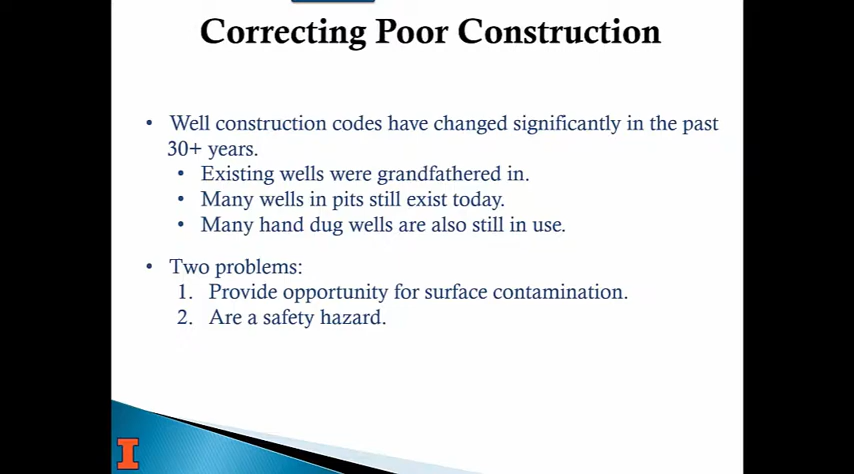 Correcting Poor Construction
• Well construction codes have changed significantly in the past
30+ years.
• Existing wells were grandfathered in.
• Many wells in pits still exist today.
• Many hand dug wells are also still in use.
• Two problems:
1. Provide opportunity for surface contamination.
2. Are a safety hazard.
I